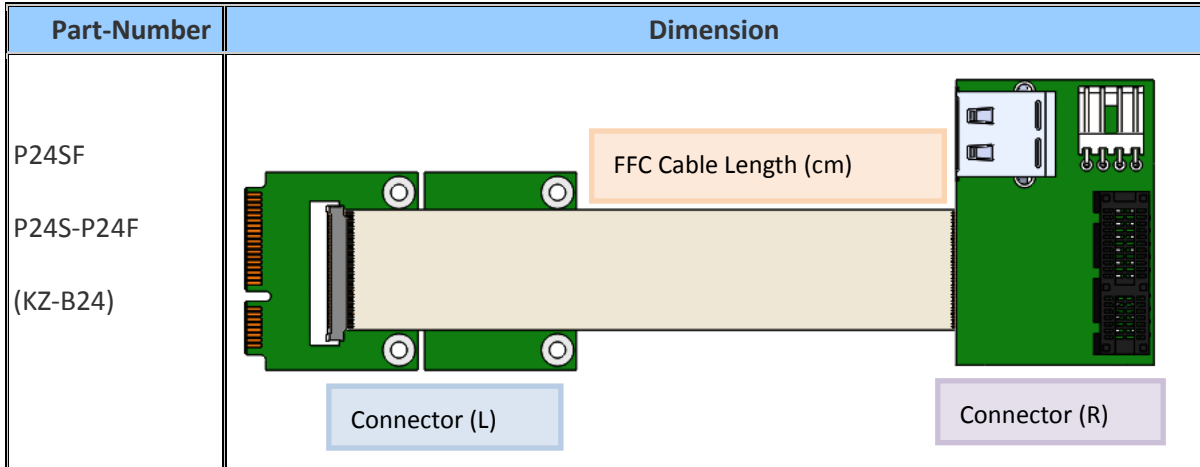 Part-Number
Dimension
P24SF
P24S-P24F
(KZ-B24)
FFC Cable Length (cm)
Connector (L)
Connector (R)